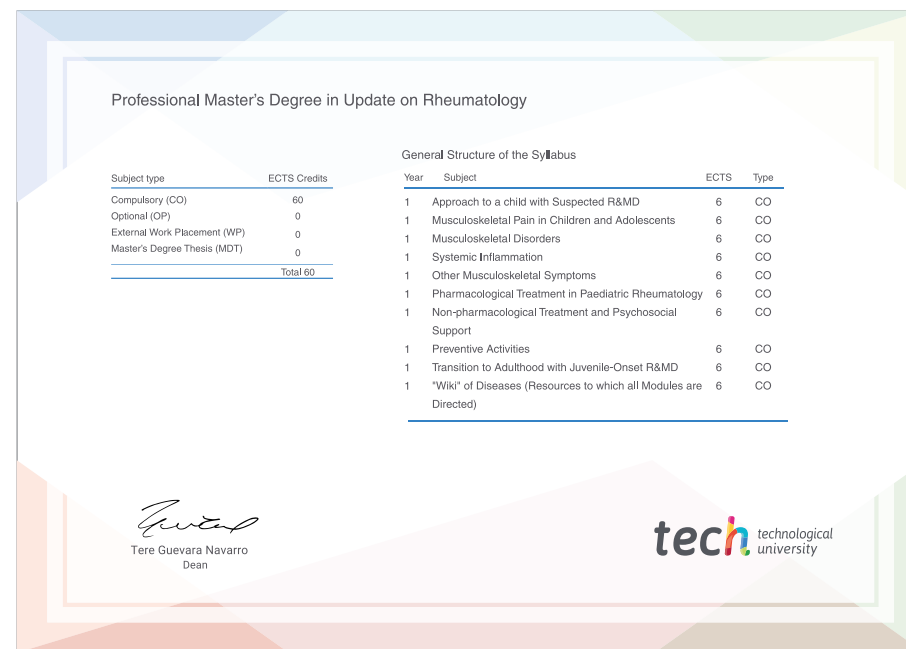 Professional Master's Degree in Update on Rheumatology
Subject type ECTS Credits
Compulsory (CO) 60
Optional (OP) 0
External Work Placement (WP) 0
Master's Degree Thesis (MDT) 0
Total 60
General Structure of the Syllabus
Year Subject ECTS Type
1 Approach to a child with Suspected R&MD 6 CO
1 Musculoskeletal Pain in Children and Adolescents 6 CO
1 Musculoskeletal Disorders 6 CO
1 Systemic Inflammation 6 CO
1 Other Musculoskeletal Symptoms 6 CO
1 Pharmacological Treatment in Paediatric Rheumatology 6 CO
1 Non-pharmacological Treatment and Psychosocial 6 CO
Support
1 Preventive Activities 6 CO
1 Transition to Adulthood with Juvenile-Onset R&MD 6 CO
1 "Wiki" of Diseases (Resources to which all Modules are 6 CO
Directed)
Tere Guevara Navarro
Dean
tech technological
university